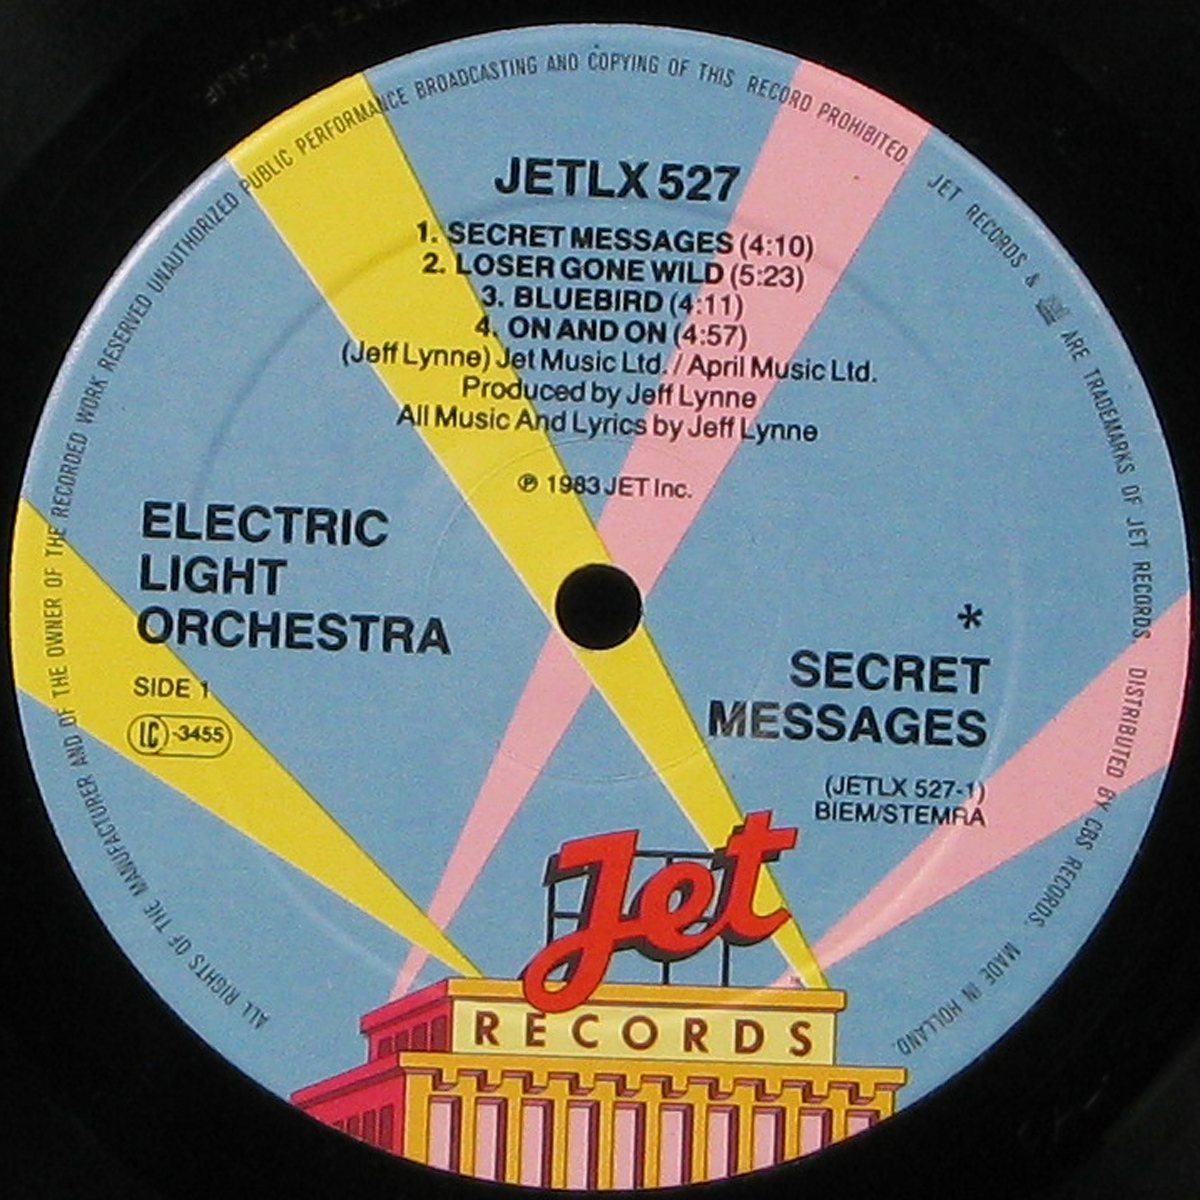 JETLX 527
1. SECRET MESSAGES (4:10)
2. LOSER GONE WILD (5:23)
3. BLUEBIRD (4:11)
4. ON AND ON (4:57)
(Jeff Lynne) Jet Music Ltd. / April Music Ltd.
Produced by Jeff Lynne
All Music And Lyrics by Jeff Lynne
℗ 1983 JET Inc.
ELECTRIC
LIGHT
ORCHESTRA
SIDE 1
LC -3455
*
SECRET
MESSAGES
(JETLX 527-1)
BIEM/STEMRA
Jet
RECORDS
ALL RIGHTS OF THE MANUFACTURER AND OF THE OWNER OF THE RECORDED WORK RESERVED UNAUTHORIZED PUBLIC PERFORMANCE BROADCASTING AND COPYING OF THIS RECORD PROHIBITED. JET RECORDS & ARE TRADEMARKS OF JET RECORDS DISTRIBUTED BY CBS RECORDS. MADE IN HOLLAND.